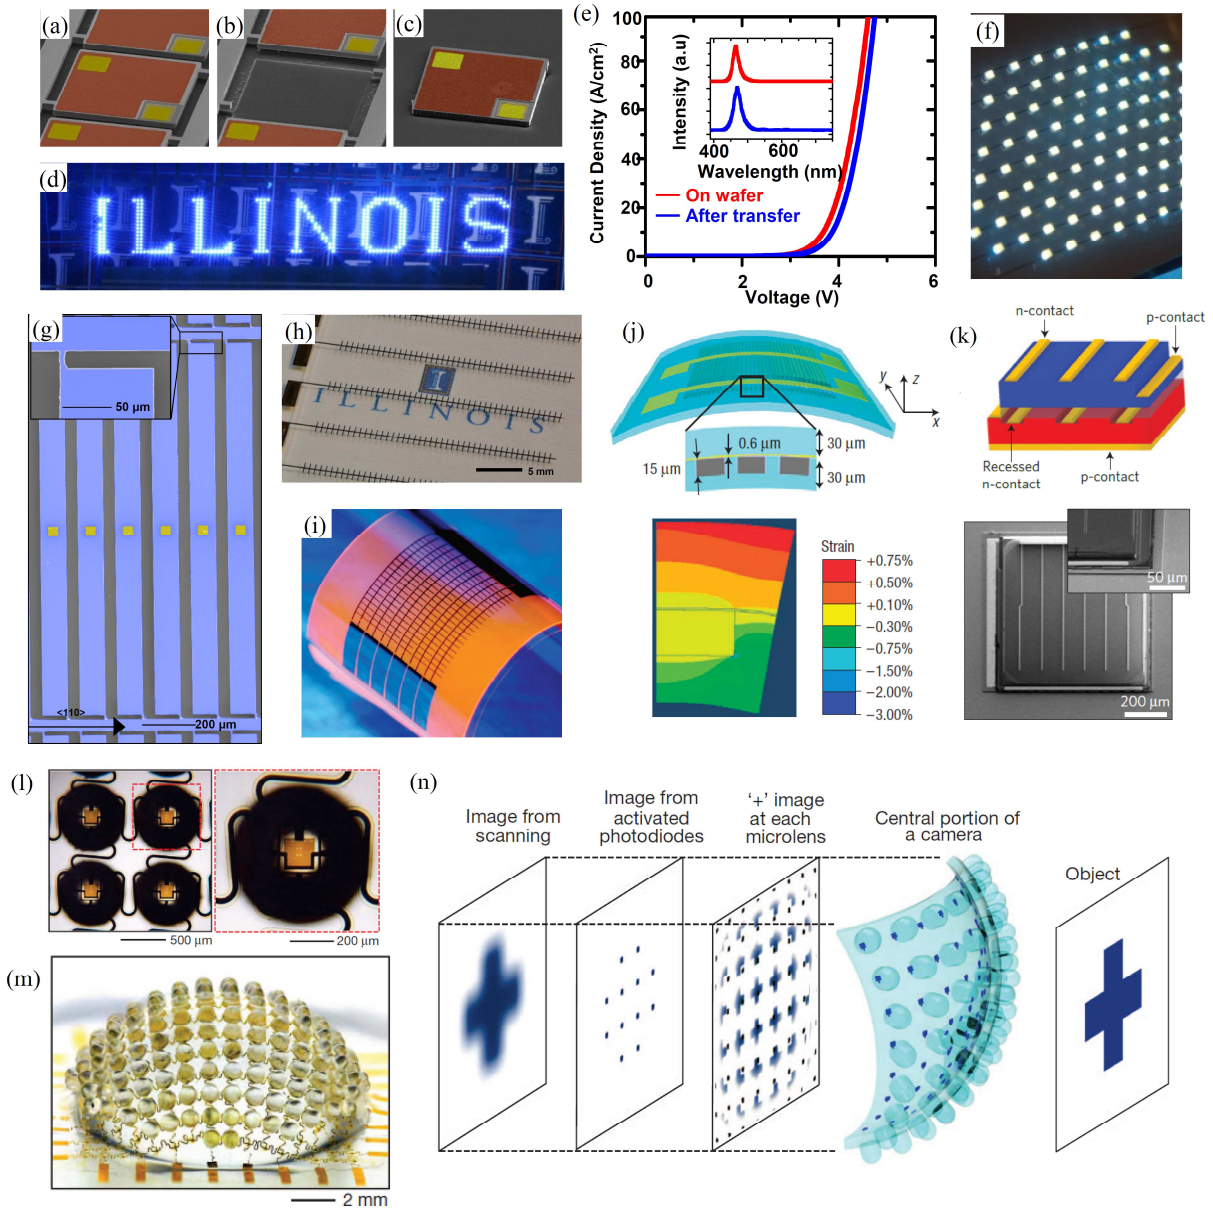 (a)
(b)
(c)
(d)
ILLINOIS
(e)
Current Density (A/cm²)
100
80
60
40
20
0
0
2
4
6
Voltage (V)
Intensity (a.u)
400
600
Wavelength (nm)
On wafer
After transfer
(f)
(g)
50 µm
<110>
200 µm
(h)
I
ILLINOIS
5 mm
(i)
(j)
y
z
x
0.6 µm
30 µm
15 µm
30 µm
Strain
+0.75%
+0.50%
+0.10%
−0.30%
−0.75%
−1.50%
−2.00%
−3.00%
(k)
n-contact
p-contact
Recessed
n-contact
p-contact
50 µm
200 µm
(l)
500 µm
200 µm
(m)
2 mm
(n)
Image from
scanning
Image from
activated
photodiodes
‘+’ image
at each
microlens
Central portion of
a camera
Object